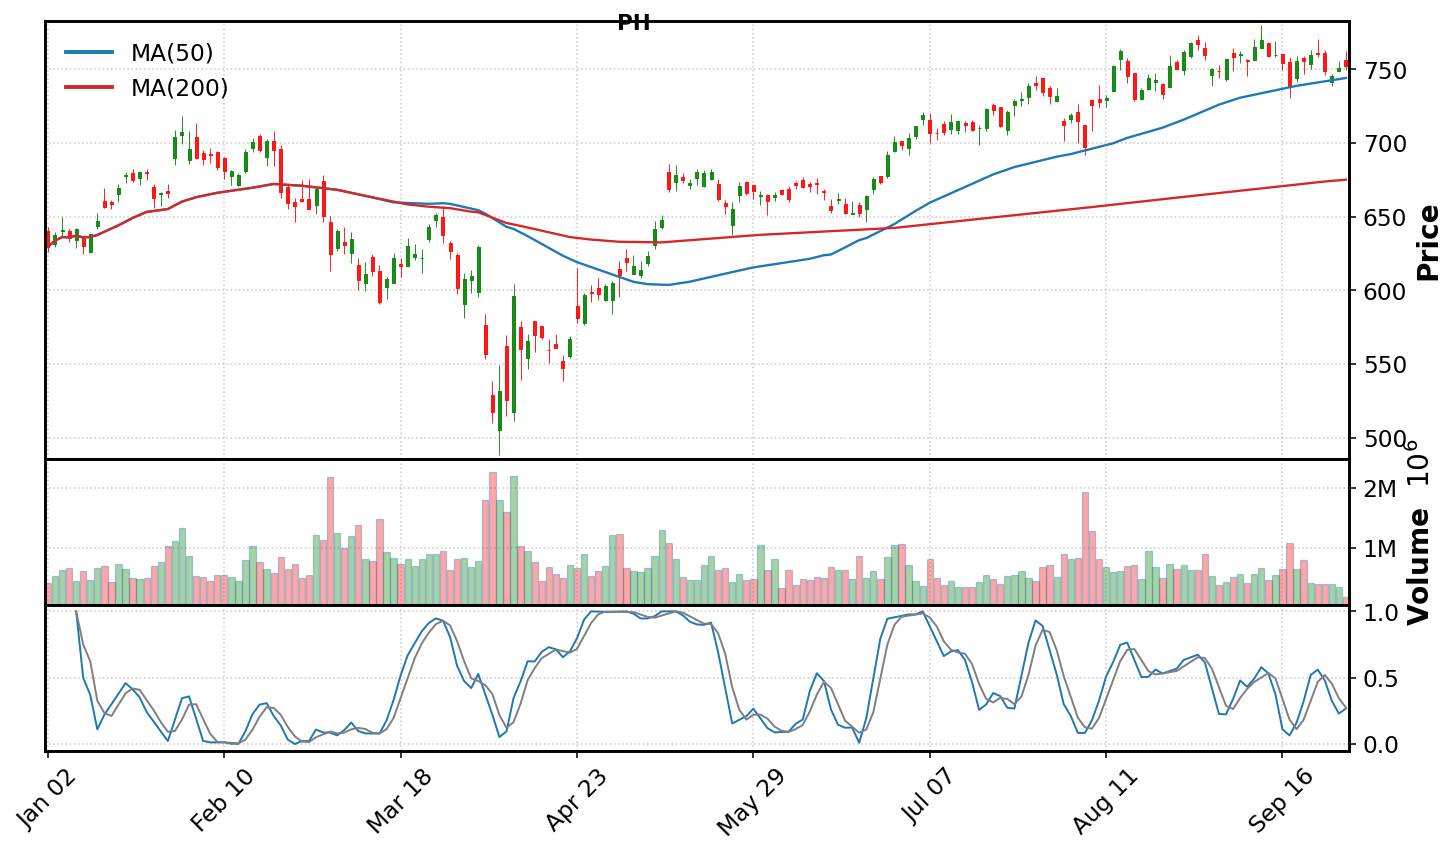 PH
MA(50)
MA(200)
750
700
650
600
550
500
Price
2M
1M
Volume 10^6
1.0
0.5
0.0
Jan 02
Feb 10
Mar 18
Apr 23
May 29
Jul 07
Aug 11
Sep 16